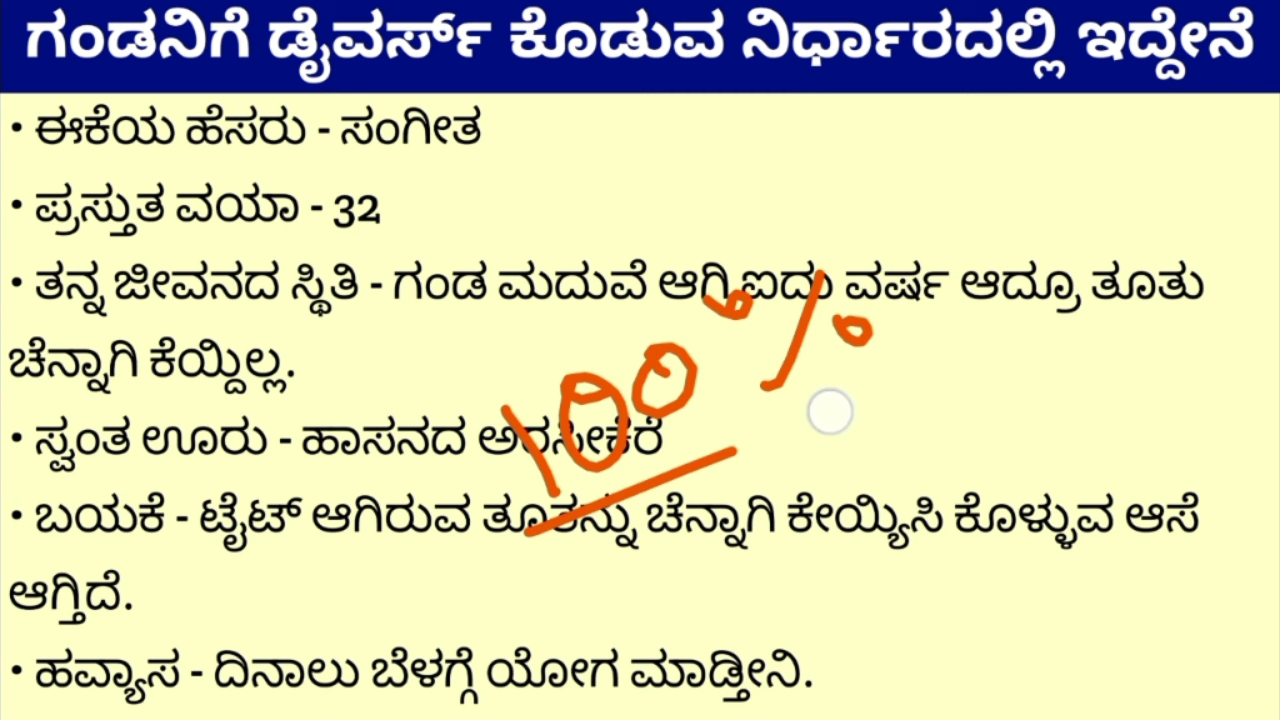 ಗಂಡನಿಗೆ ಡೈವರ್ಸ್ ಕೊಡುವ ನಿರ್ಧಾರದಲ್ಲಿ ಇದ್ದೇನೆ
• ಈಕೆಯ ಹೆಸರು - ಸಂಗೀತ
• ಪ್ರಸ್ತುತ ವಯಾ - 32
• ತನ್ನ ಜೀವನದ ಸ್ಥಿತಿ - ಗಂಡ ಮದುವೆ ಆಗಿ ಐದು ವರ್ಷ ಆದ್ರೂ ತೂತು
ಚೆನ್ನಾಗಿ ಕೆಯ್ದಿಲ್ಲ.
100%
• ಸ್ವಂತ ಊರು - ಹಾಸನದ ಅರಸೀಕೆರೆ
• ಬಯಕೆ - ಟೈಟ್ ಆಗಿರುವ ತೂತನ್ನು ಚೆನ್ನಾಗಿ ಕೇಯ್ಯಿಸಿ ಕೊಳ್ಳುವ ಆಸೆ
ಆಗ್ತಿದೆ.
• ಹವ್ಯಾಸ - ದಿನಾಲು ಬೆಳಗ್ಗೆ ಯೋಗ ಮಾಡ್ತೀನಿ.